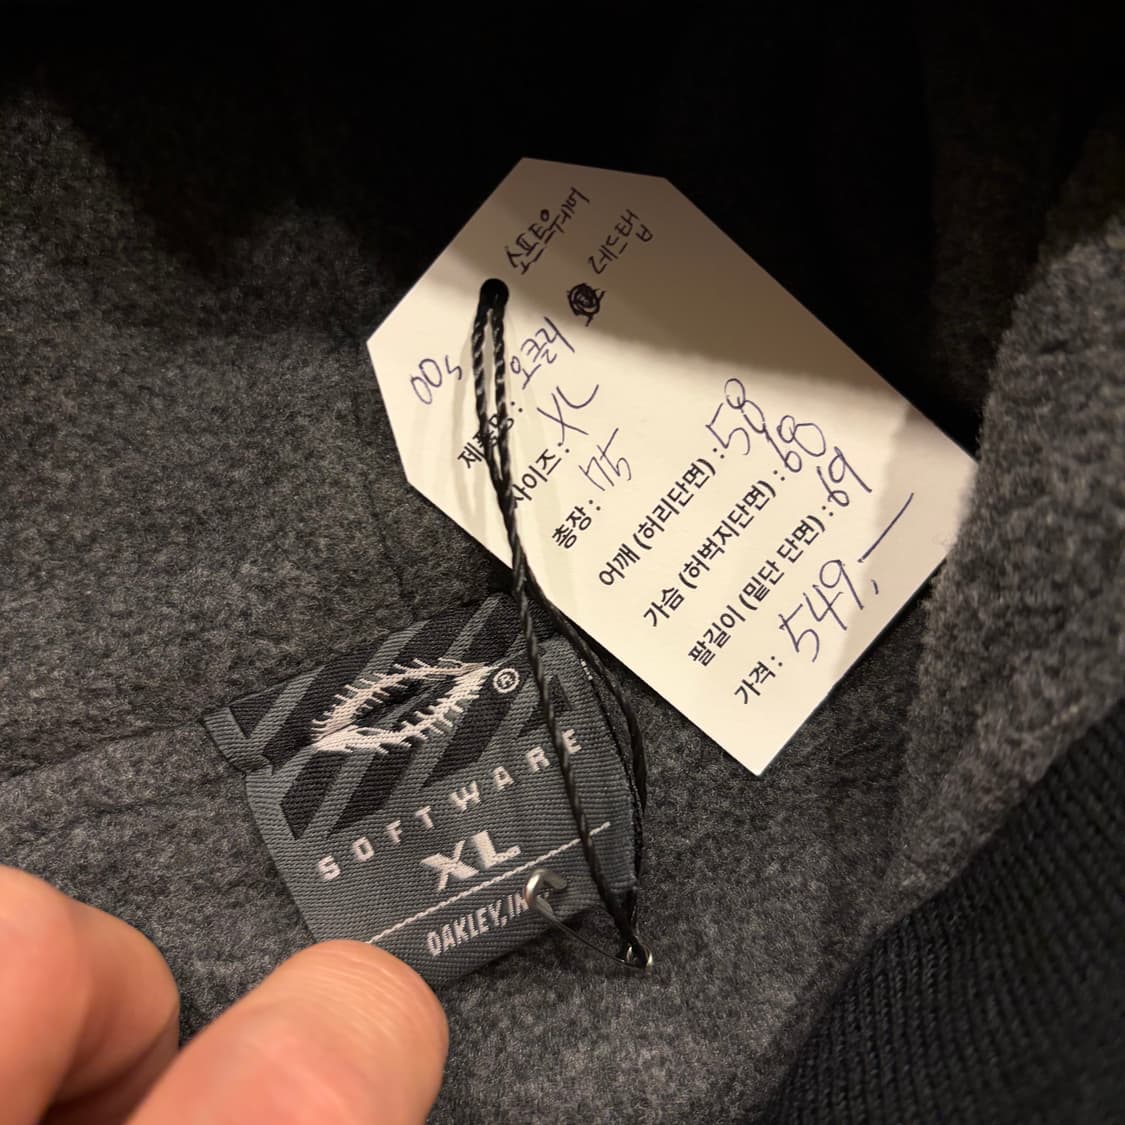 소프트웨어
레드탭
00s
제품명: 오클리
사이즈: XL
총장: 75
어깨 (허리단면) : 58
가슴 (허벅지단면) : 68
팔길이 (밑단 단면) : 69
가격: 549,—
®
SOFTWARE
XL
OAKLEY, IN